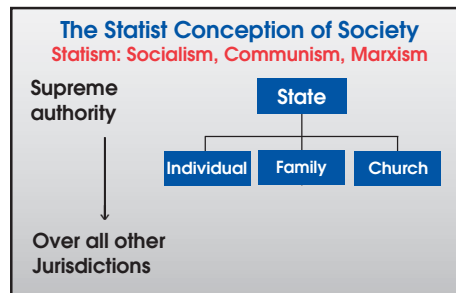 The Statist Conception of Society
Statism: Socialism, Communism, Marxism
Supreme
authority
State
Individual
Family
Church
Over all other
Jurisdictions